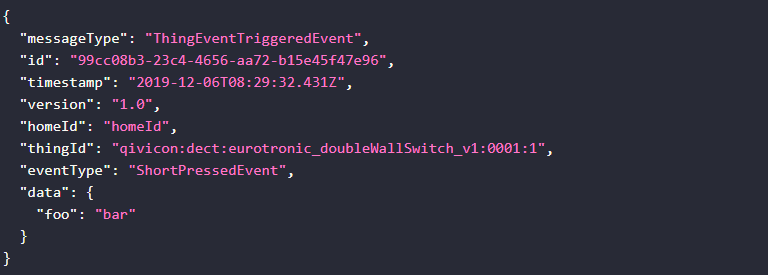 {
  "messageType": "ThingEventTriggeredEvent",
  "id": "99cc08b3-23c4-4656-aa72-b15e45f47e96",
  "timestamp": "2019-12-06T08:29:32.431Z",
  "version": "1.0",
  "homeId": "homeId",
  "thingId": "qivicon:dect:eurotronic_doubleWallSwitch_v1:0001:1",
  "eventType": "ShortPressedEvent",
  "data": {
    "foo": "bar"
  }
}